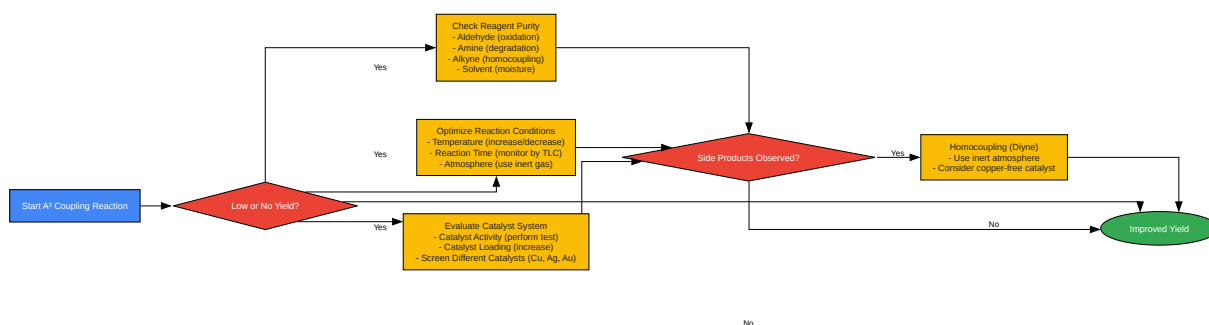 Start A³ Coupling Reaction
Low or No Yield?
Yes
Check Reagent Purity
- Aldehyde (oxidation)
- Amine (degradation)
- Alkyne (homocoupling)
- Solvent (moisture)
Yes
Optimize Reaction Conditions
- Temperature (increase/decrease)
- Reaction Time (monitor by TLC)
- Atmosphere (use inert gas)
Yes
Evaluate Catalyst System
- Catalyst Activity (perform test)
- Catalyst Loading (increase)
- Screen Different Catalysts (Cu, Ag, Au)
Side Products Observed?
Yes
Homocoupling (Diyne)
- Use inert atmosphere
- Consider copper-free catalyst
No
Improved Yield
No